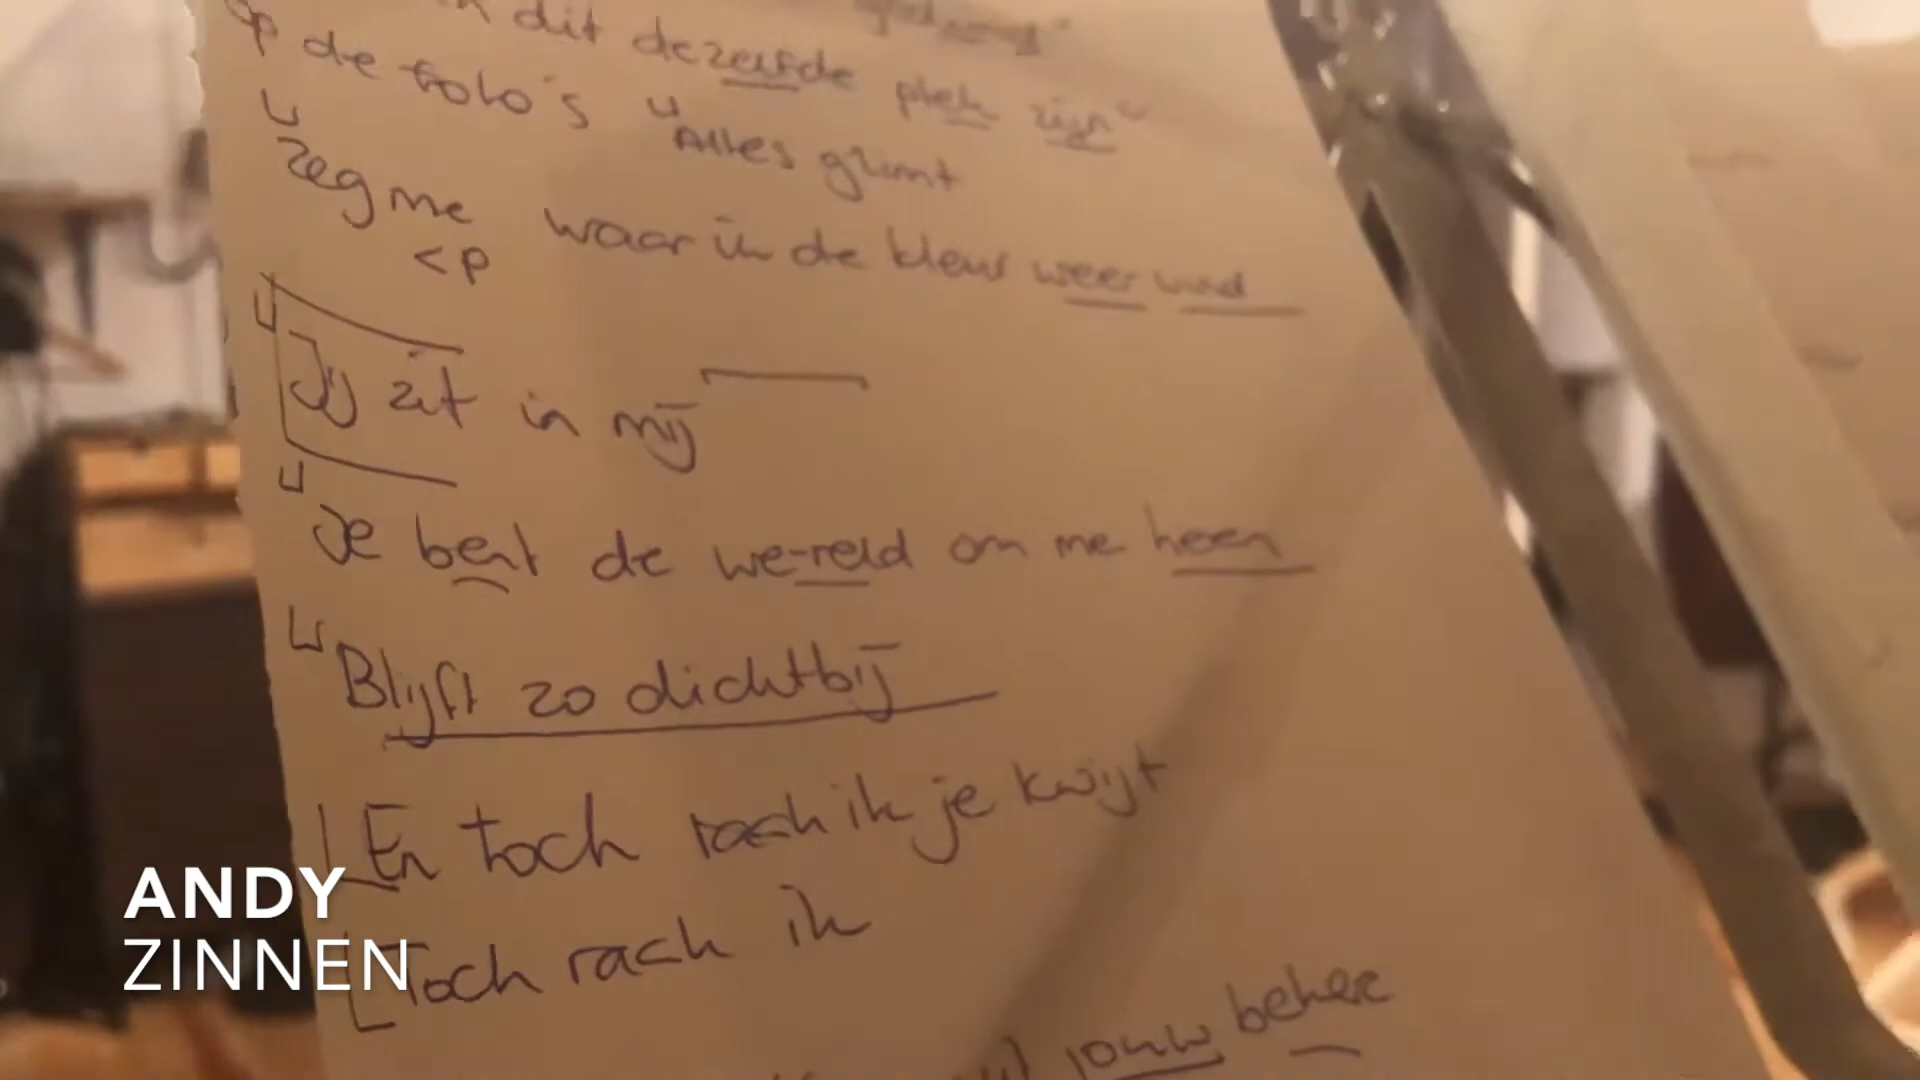 dit dezelfde plek zijn"
op de foto's "Alles glimt
zeg me waar ik de kleur weer vind
<p
Jij zit in mij
Je bent de we-reld om me heen
Blijft zo dichtbij
En toch raak ik je kwijt
Toch raak ik
jouw
ANDY
ZINNEN